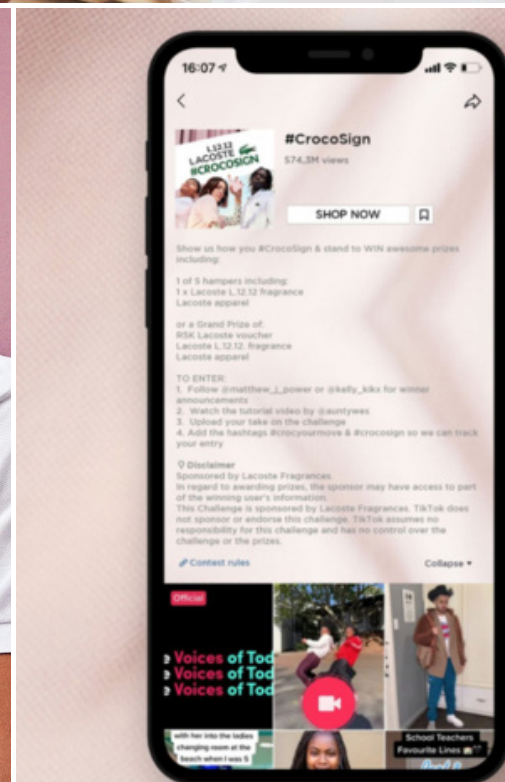 16:07
#CrocoSign
574,3M views
L.12.12
LACOSTE
#CROCOSIGN
SHOP NOW
Show us how you #CrocoSign & stand to WIN awesome prizes
including:
1 of 5 hampers including:
1 x Lacoste L.12.12 fragrance
Lacoste apparel
or a Grand Prize of:
R5K Lacoste voucher
Lacoste L.12.12. fragrance
Lacoste apparel
TO ENTER:
1. Follow @matthew_j_power or @kelly_kikx for winner
announcements
2. Watch the tutorial video by @auntywes
3. Upload your take on the challenge
4. Add the hashtags #crocyourmove & #crocosign so we can track
your entry
Disclaimer
Sponsored by Lacoste Fragrances.
In regard to awarding prizes, the sponsor may have access to part
of the winning user's information.
This Challenge is sponsored by Lacoste Fragrances. TikTok does
not sponsor or endorse this challenge. TikTok assumes no
responsibility for this challenge and has no control over the
challenge or the prizes.
Contest rules
Collapse
Official
e Voices of Tod
e Voices of Tod
e Voices of Tod
with her into the ladies
changing room at the
beach when I was 5
School Teachers
Favourite Lines